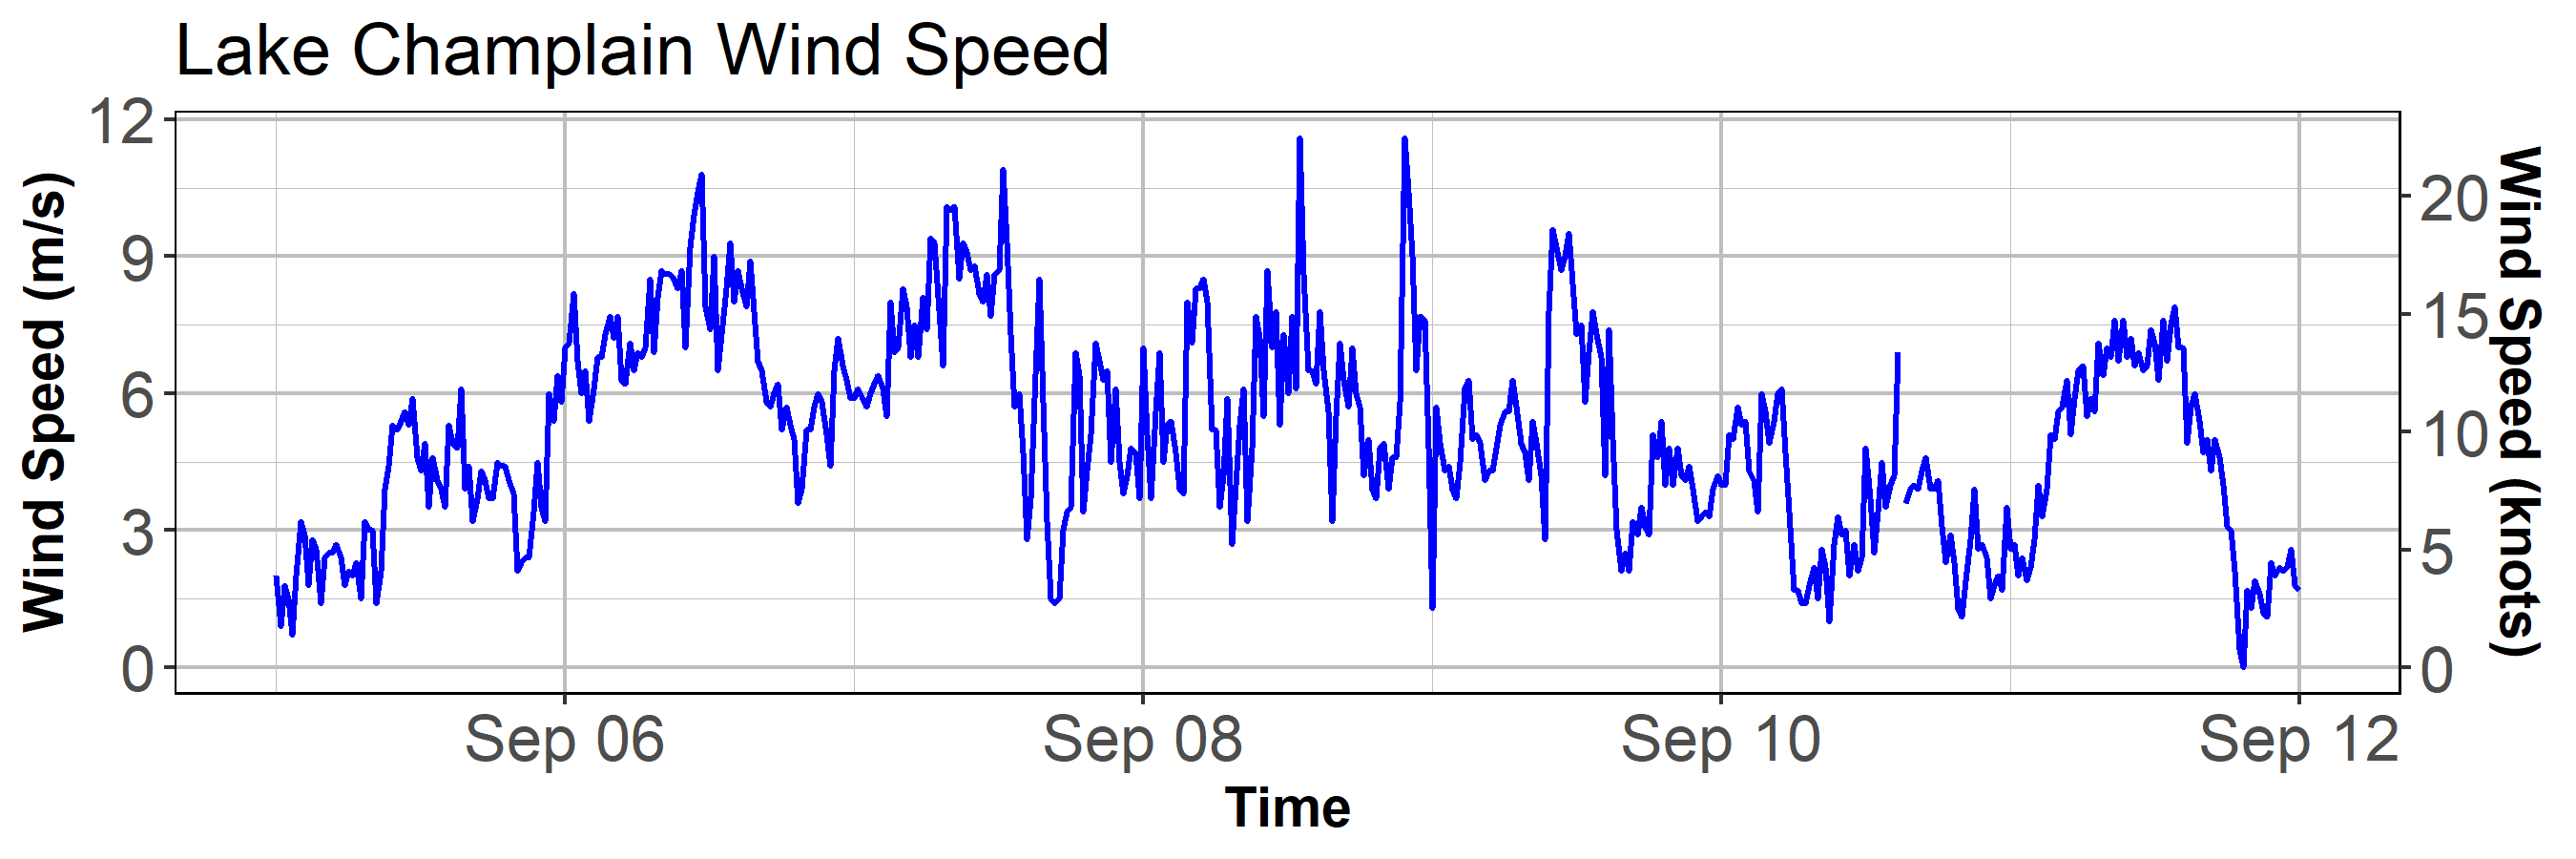 Lake Champlain Wind Speed
Wind Speed (m/s)
12
9
6
3
0
20
15
10
5
0
Wind Speed (knots)
Sep 06
Sep 08
Sep 10
Sep 12
Time